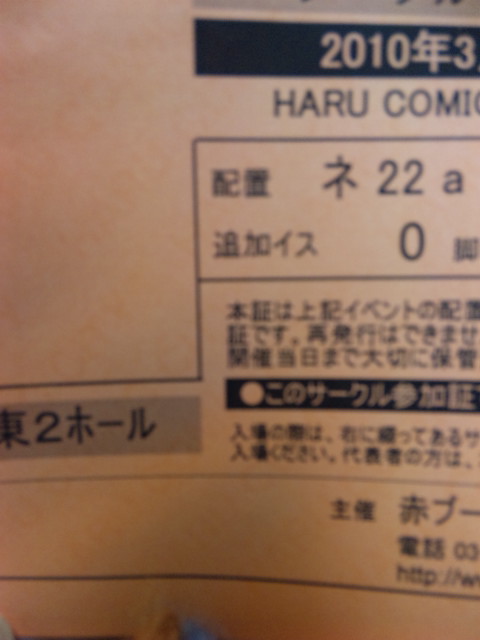 2010年3月
HARU COMIC
配置 ネ 22 a
追加イス 0 脚
本証は上記イベントの配置
証です。再発行はできませ
開催当日まで大切に保管
●このサークル参加証
東2ホール
入場の際は、右に綴ってあるサ
入場ください。代表者の方は、
主催 赤ブー
電話 03
http://w